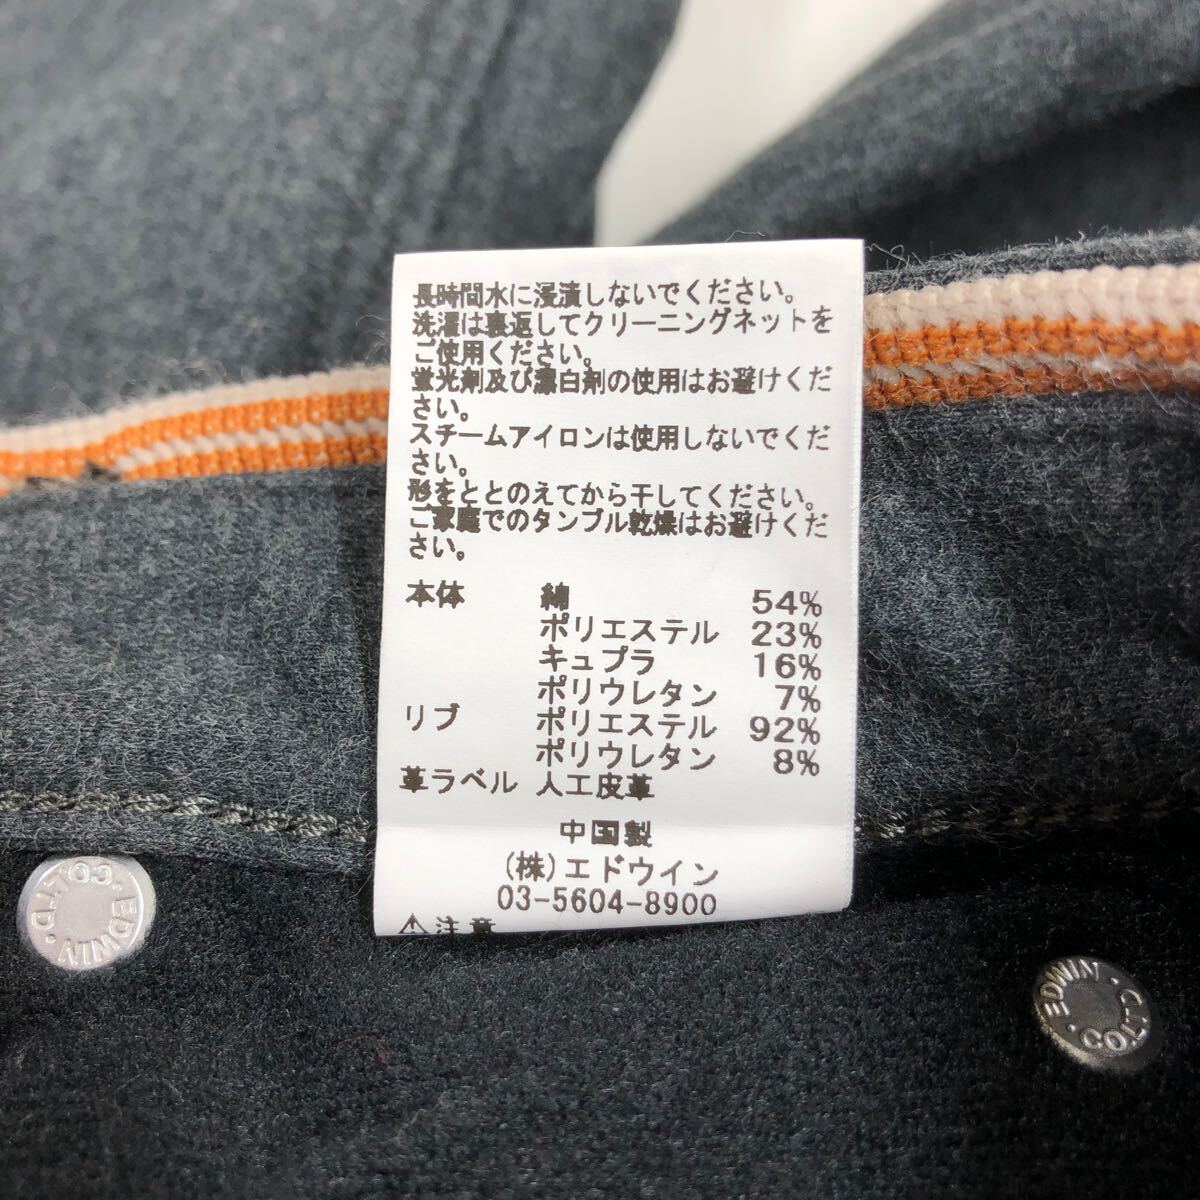 長時間水に浸漬しないでください。
洗濯は裏返してクリーニングネットを
ご使用ください。
蛍光剤及び漂白剤の使用はお避けくだ
さい。
スチームアイロンは使用しないでくだ
さい。
形をととのえてから干してください。
ご家庭でのタンブル乾燥はお避けくだ
さい。
本体 綿 54%
ポリエステル 23%
キュプラ 16%
ポリウレタン 7%
リブ ポリエステル 92%
ポリウレタン 8%
革ラベル 人工皮革
中国製
(株)エドウイン
03-5604-8900
⚠注意
EDWIN・CO.LTD.
EDWIN・CO.LTD.